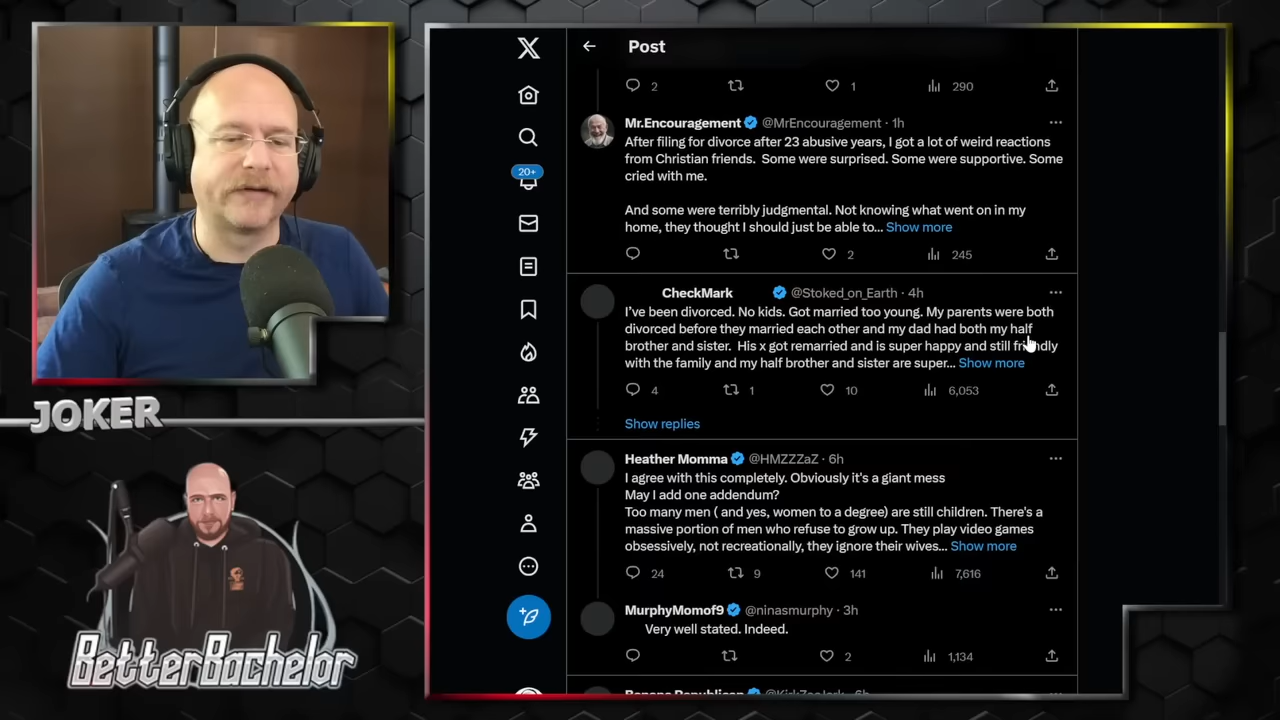 Post
2 1 290
Mr.Encouragement @MrEncouragement · 1h
After filing for divorce after 23 abusive years, I got a lot of weird reactions
from Christian friends. Some were surprised. Some were supportive. Some
cried with me.
And some were terribly judgmental. Not knowing what went on in my
home, they thought I should just be able to... Show more
2 245
CheckMark @Stoked_on_Earth · 4h
I've been divorced. No kids. Got married too young. My parents were both
divorced before they married each other and my dad had both my half
brother and sister. His x got remarried and is super happy and still friendly
with the family and my half brother and sister are super... Show more
4 1 10 6,053
Show replies
Heather Momma @HMZZZaZ · 6h
I agree with this completely. Obviously it's a giant mess
May I add one addendum?
Too many men ( and yes, women to a degree) are still children. There's a
massive portion of men who refuse to grow up. They play video games
obsessively, not recreationally, they ignore their wives... Show more
24 9 141 7,616
MurphyMomof9 @ninasmurphy · 3h
Very well stated. Indeed.
2 1,134
20+
JOKER
BetterBachelor